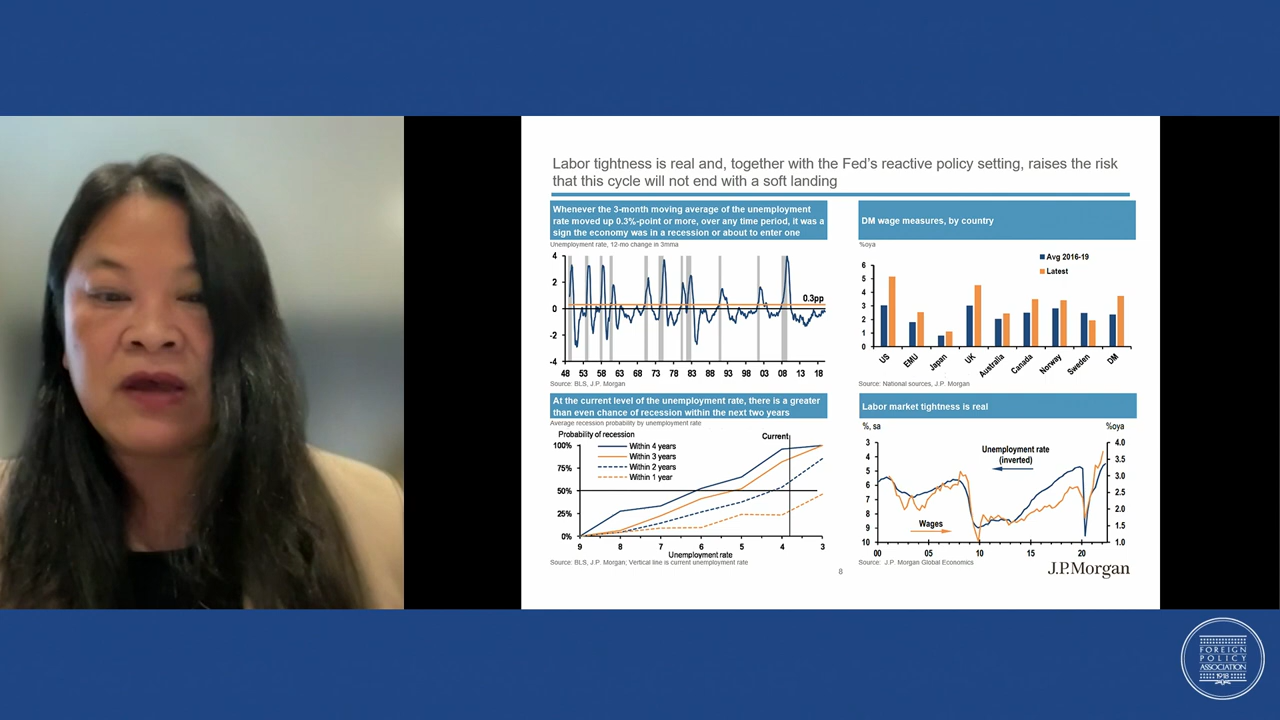 Labor tightness is real and, together with the Fed's reactive policy setting, raises the risk
that this cycle will not end with a soft landing
Whenever the 3-month moving average of the unemployment
rate moved up 0.3%-point or more, over any time period, it was a
sign the economy was in a recession or about to enter one
Unemployment rate, 12-mo change in 3mma
4
2
0
-2
-4
0.3pp
48 53 58 63 68 73 78 83 88 93 98 03 08 13 18
Source: BLS, J.P. Morgan
DM wage measures, by country
%oya
Avg 2016-19
Latest
6
5
4
3
2
1
0
US EMU Japan UK Australia Canada Norway Sweden DM
Source: National sources, J.P. Morgan
At the current level of the unemployment rate, there is a greater
than even chance of recession within the next two years
Average recession probability by unemployment rate
Probability of recession
Current
100%
75%
50%
25%
0%
Within 4 years
Within 3 years
Within 2 years
Within 1 year
9 8 7 6 5 4 3
Unemployment rate
Source: BLS, J.P. Morgan; Vertical line is current unemployment rate
Labor market tightness is real
%, sa
%oya
3
4
5
6
7
8
9
10
Unemployment rate
(inverted)
Wages
4.0
3.5
3.0
2.5
2.0
1.5
1.0
00 05 10 15 20
Source: J.P. Morgan Global Economics
8
J.P.Morgan
FOREIGN
POLICY
ASSOCIATION
1918